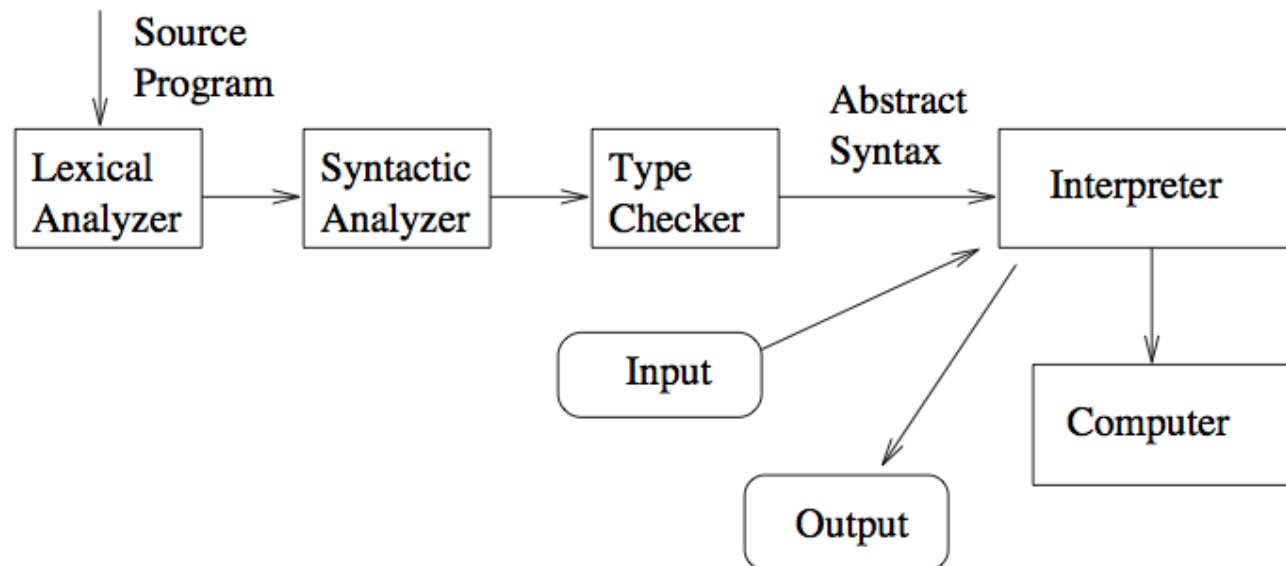 Source
Program
Lexical
Analyzer
Syntactic
Analyzer
Type
Checker
Abstract
Syntax
Interpreter
Input
Computer
Output